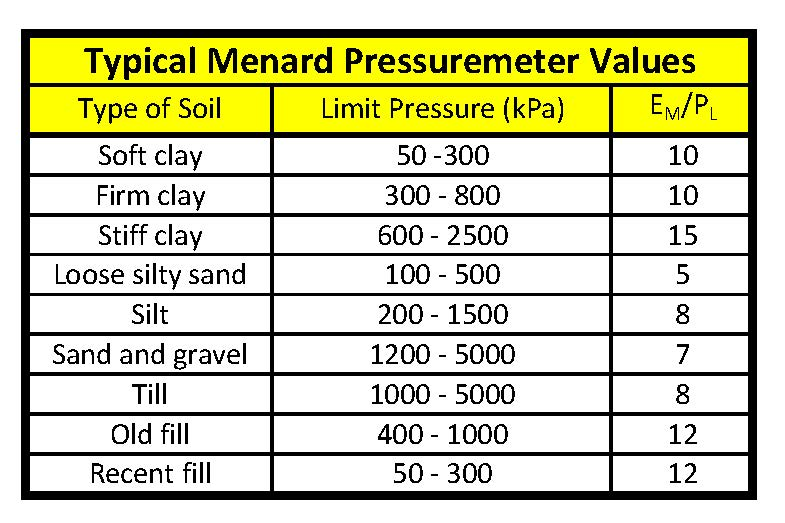 Typical Menard Pressuremeter Values
Type of Soil Limit Pressure (kPa) EM/PL
Soft clay 50 -300 10
Firm clay 300 - 800 10
Stiff clay 600 - 2500 15
Loose silty sand 100 - 500 5
Silt 200 - 1500 8
Sand and gravel 1200 - 5000 7
Till 1000 - 5000 8
Old fill 400 - 1000 12
Recent fill 50 - 300 12